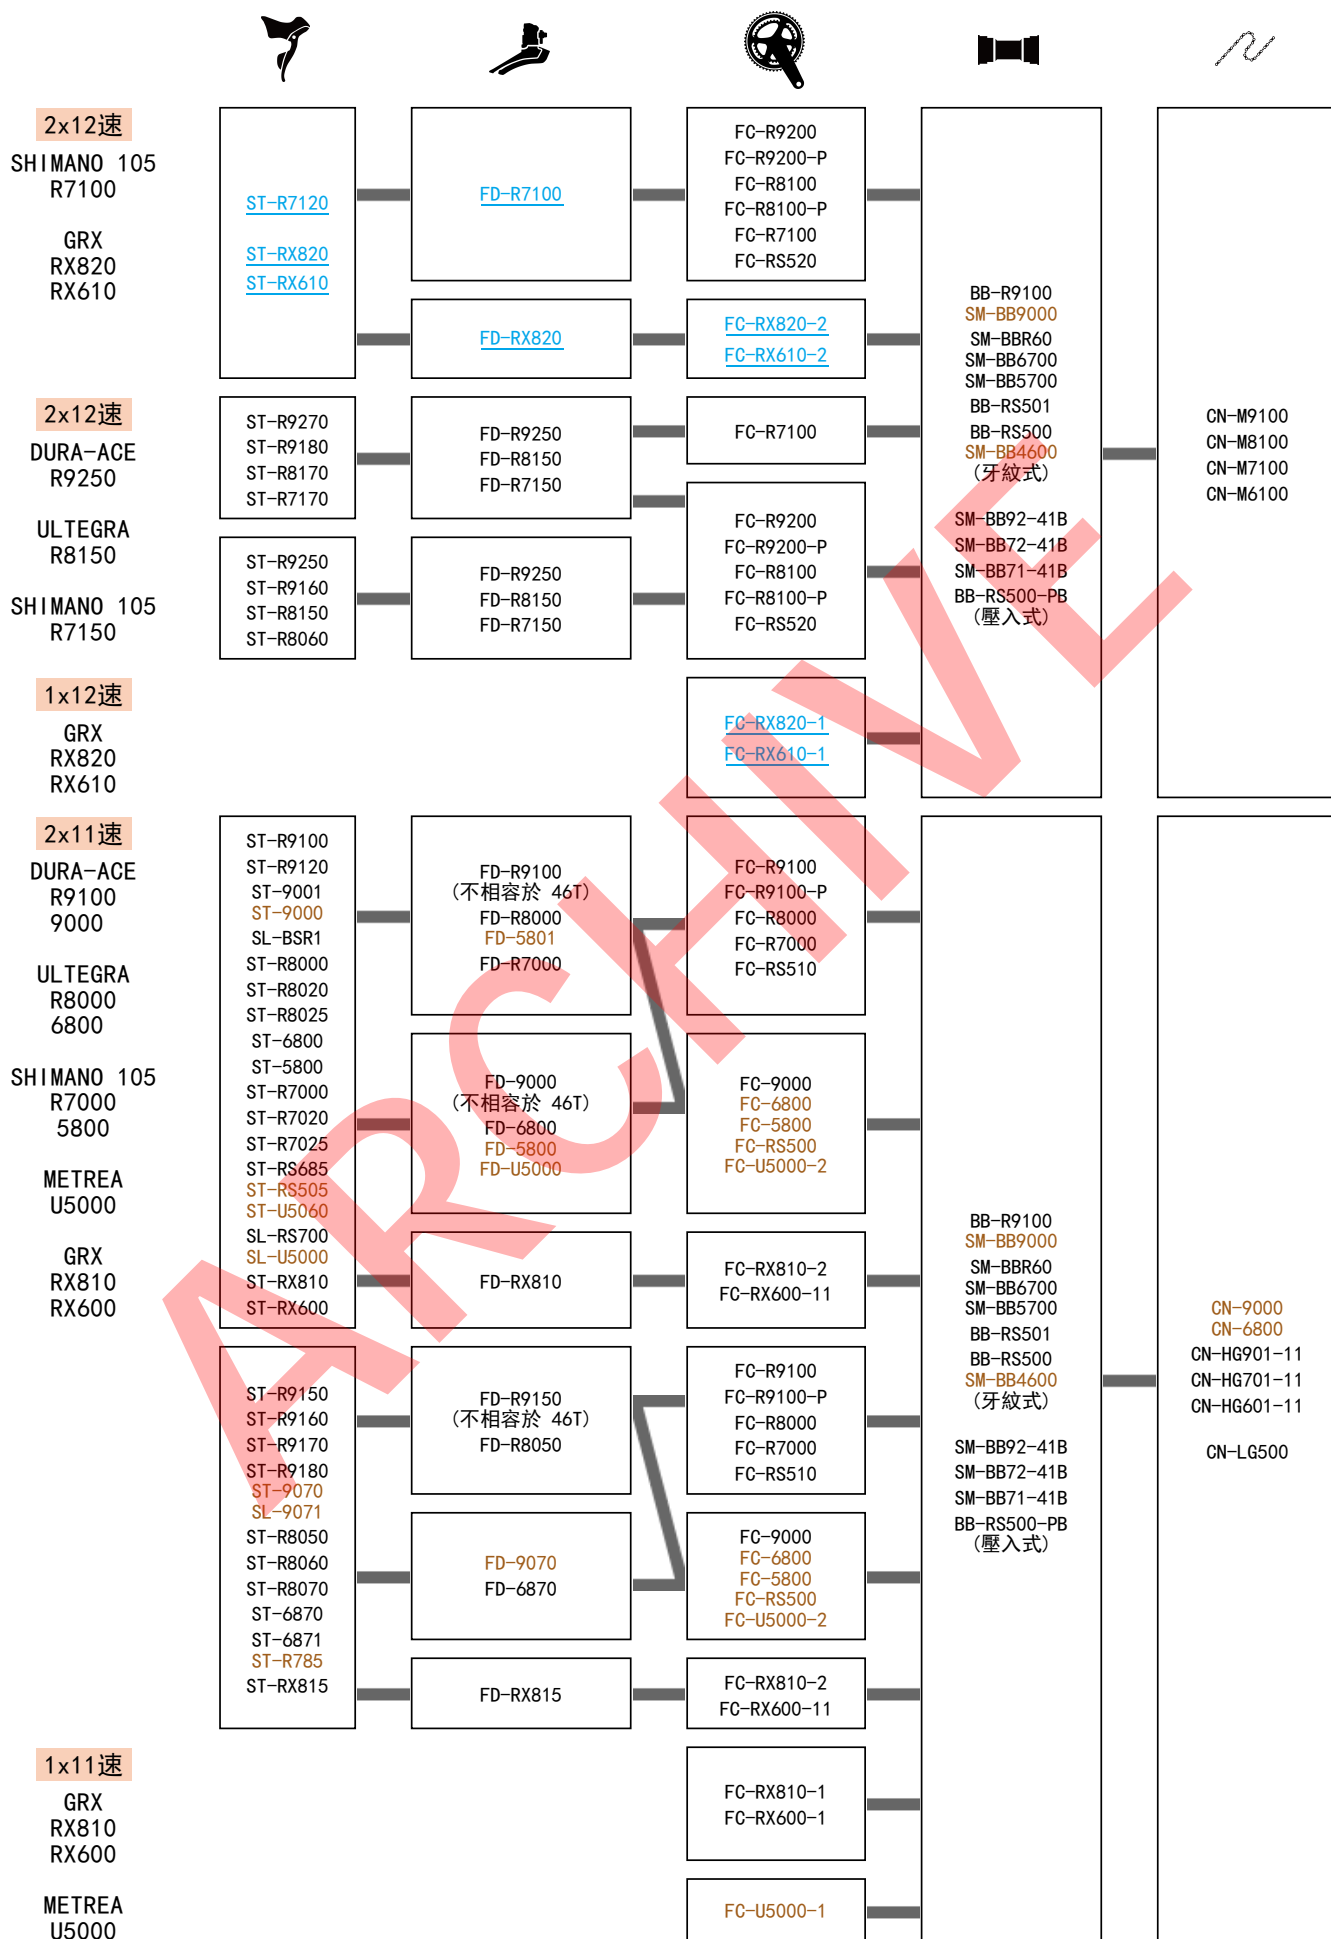 2x12速
SHIMANO 105
R7100
GRX
RX820
RX610
ST-R7120
ST-RX820
ST-RX610
FD-R7100
FD-RX820
FC-R9200
FC-R9200-P
FC-R8100
FC-R8100-P
FC-R7100
FC-RS520
FC-RX820-2
FC-RX610-2
2x12速
DURA-ACE
R9250
ULTEGRA
R8150
SHIMANO 105
R7150
ST-R9270
ST-R9180
ST-R8170
ST-R7170
ST-R9250
ST-R9160
ST-R8150
ST-R8060
FD-R9250
FD-R8150
FD-R7150
FD-R9250
FD-R8150
FD-R7150
FC-R7100
FC-R9200
FC-R9200-P
FC-R8100
FC-R8100-P
FC-RS520
1x12速
GRX
RX820
RX610
FC-RX820-1
FC-RX610-1
BB-R9100
SM-BB9000
SM-BBR60
SM-BB6700
SM-BB5700
BB-RS501
BB-RS500
SM-BB4600
(牙紋式)
SM-BB92-41B
SM-BB72-41B
SM-BB71-41B
BB-RS500-PB
(壓入式)
CN-M9100
CN-M8100
CN-M7100
CN-M6100
2x11速
DURA-ACE
R9100
9000
ULTEGRA
R8000
6800
SHIMANO 105
R7000
5800
METREA
U5000
GRX
RX810
RX600
ST-R9100
ST-R9120
ST-9001
ST-9000
SL-BSR1
ST-R8000
ST-R8020
ST-R8025
ST-6800
ST-5800
ST-R7000
ST-R7020
ST-R7025
ST-RS685
ST-RS505
ST-U5060
SL-RS700
SL-U5000
ST-RX810
ST-RX600
FD-R9100
(不相容於 46T)
FD-R8000
FD-5801
FD-R7000
FD-9000
(不相容於 46T)
FD-6800
FD-5800
FD-U5000
FD-RX810
FC-R9100
FC-R9100-P
FC-R8000
FC-R7000
FC-RS510
FC-9000
FC-6800
FC-5800
FC-RS500
FC-U5000-2
FC-RX810-2
FC-RX600-11
ST-R9150
ST-R9160
ST-R9170
ST-R9180
ST-9070
SL-9071
ST-R8050
ST-R8060
ST-R8070
ST-6870
ST-6871
ST-R785
ST-RX815
FD-R9150
(不相容於 46T)
FD-R8050
FD-9070
FD-6870
FD-RX815
FC-R9100
FC-R9100-P
FC-R8000
FC-R7000
FC-RS510
FC-9000
FC-6800
FC-5800
FC-RS500
FC-U5000-2
FC-RX810-2
FC-RX600-11
1x11速
GRX
RX810
RX600
METREA
U5000
FC-RX810-1
FC-RX600-1
FC-U5000-1
BB-R9100
SM-BB9000
SM-BBR60
SM-BB6700
SM-BB5700
BB-RS501
BB-RS500
SM-BB4600
(牙紋式)
SM-BB92-41B
SM-BB72-41B
SM-BB71-41B
BB-RS500-PB
(壓入式)
CN-9000
CN-6800
CN-HG901-11
CN-HG701-11
CN-HG601-11
CN-LG500
ARCHIVE